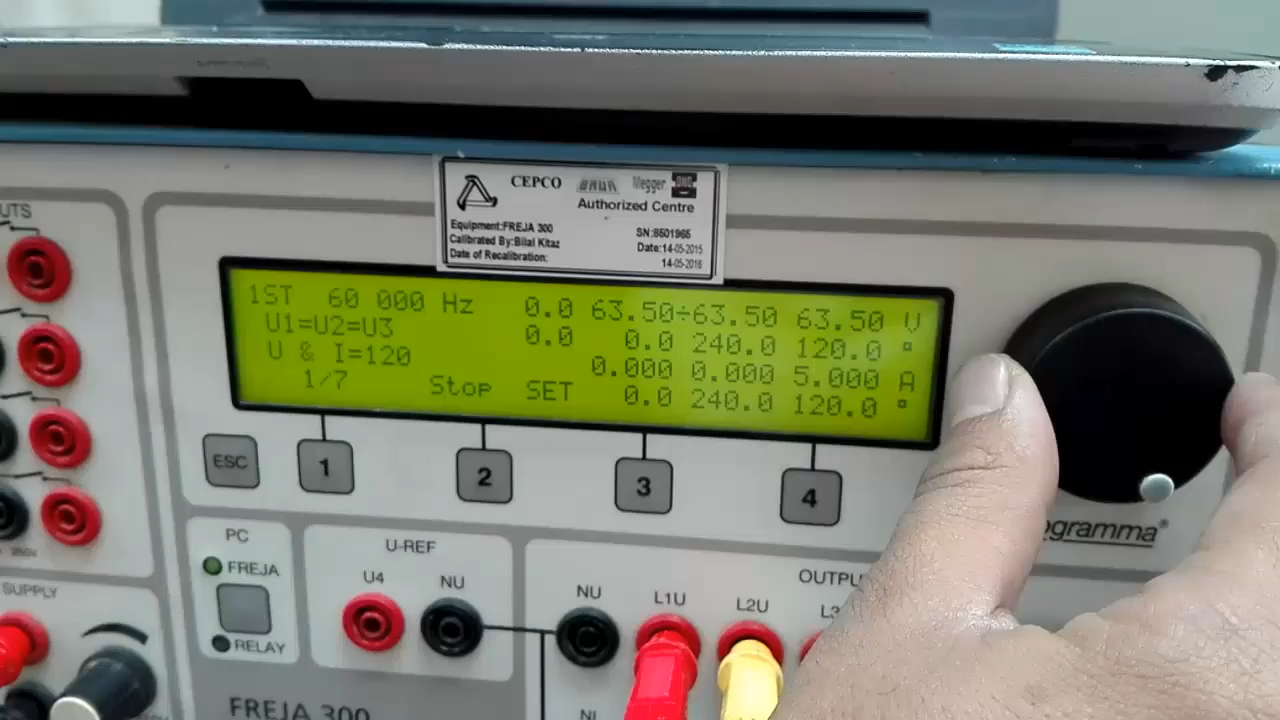 UTS
CEPCO
Megger
Authorized Centre
Equipment:FREJA 300
SN:8501965
Calibrated By:Bilal Kitaz
Date:14-05-2015
Date of Recalibration:
14-05-2016
1ST 60 000 Hz 0.0 63.50÷63.50 63.50 V
U1=U2=U3 0.0 0.0 240.0 120.0 °
U & I=120 0.000 0.000 5.000 A
1/7 Stop SET 0.0 240.0 120.0 °
ESC
1
2
3
4
ogramma®
PC
FREJA
RELAY
U-REF
U4
NU
OUTPU
NU
L1U
L2U
L3
SUPPLY
FREJA 300